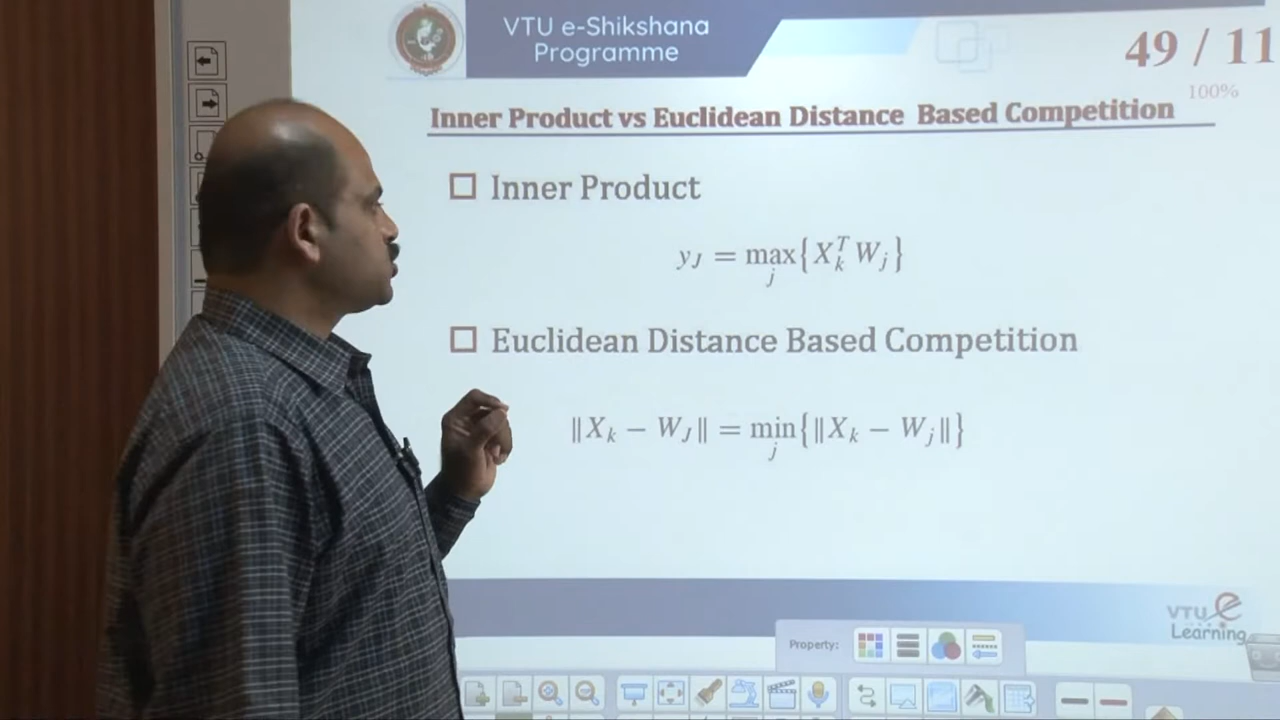 VTU e-Shikshana
Programme
49 / 11
100%
Inner Product vs Euclidean Distance Based Competition
Inner Product
y_J = max_j{X_k^T W_j}
Euclidean Distance Based Competition
‖X_k − W_J‖ = min_j{‖X_k − W_j‖}
VTU e
Learning
Property: